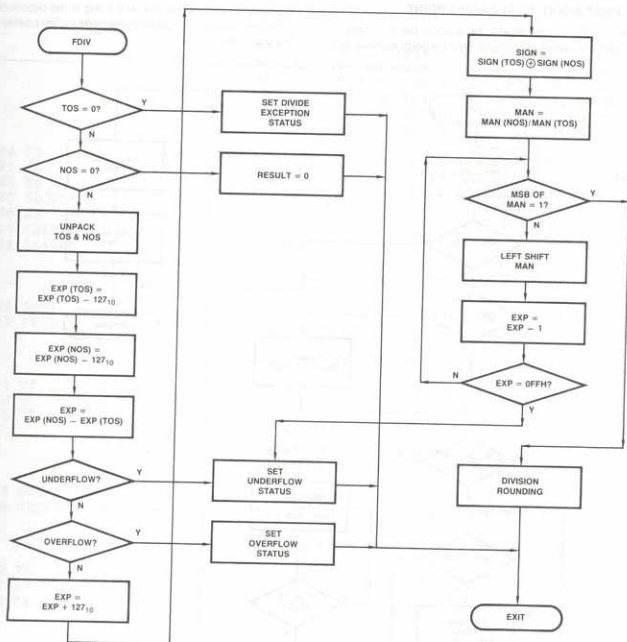 FDIV
TOS = 0?
Y
N
SET DIVIDE
EXCEPTION
STATUS
NOS = 0?
Y
N
RESULT = 0
UNPACK
TOS & NOS
EXP (TOS) =
EXP (TOS) − 127₁₀
EXP (NOS) =
EXP (NOS) − 127₁₀
EXP =
EXP (NOS) − EXP (TOS)
UNDERFLOW?
Y
N
SET
UNDERFLOW
STATUS
OVERFLOW?
Y
N
SET
OVERFLOW
STATUS
EXP =
EXP + 127₁₀
SIGN =
SIGN (TOS) ⊕ SIGN (NOS)
MAN =
MAN (NOS)/MAN (TOS)
MSB OF
MAN = 1?
Y
N
LEFT SHIFT
MAN
EXP =
EXP − 1
EXP = 0FFH?
N
Y
DIVISION
ROUNDING
EXIT